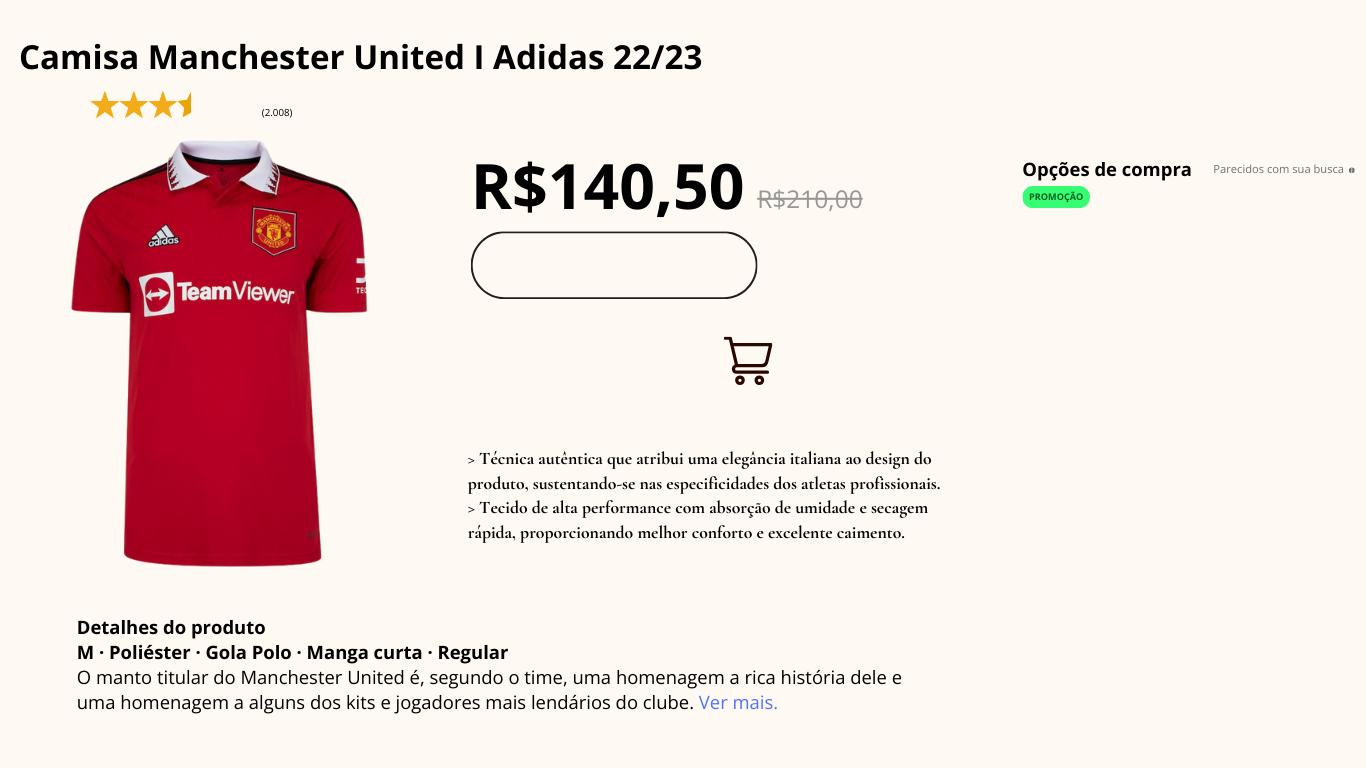 Camisa Manchester United I Adidas 22/23
(2.008)
R$140,50 R$210,00
Opções de compra
Parecidos com sua busca
PROMOÇÃO
adidas
MANCHESTER
UNITED
TeamViewer
> Técnica autêntica que atribui uma elegância italiana ao design do
produto, sustentando-se nas especificidades dos atletas profissionais.
> Tecido de alta performance com absorção de umidade e secagem
rápida, proporcionando melhor conforto e excelente caimento.
Detalhes do produto
M · Poliéster · Gola Polo · Manga curta · Regular
O manto titular do Manchester United é, segundo o time, uma homenagem a rica história dele e
uma homenagem a alguns dos kits e jogadores mais lendários do clube. Ver mais.